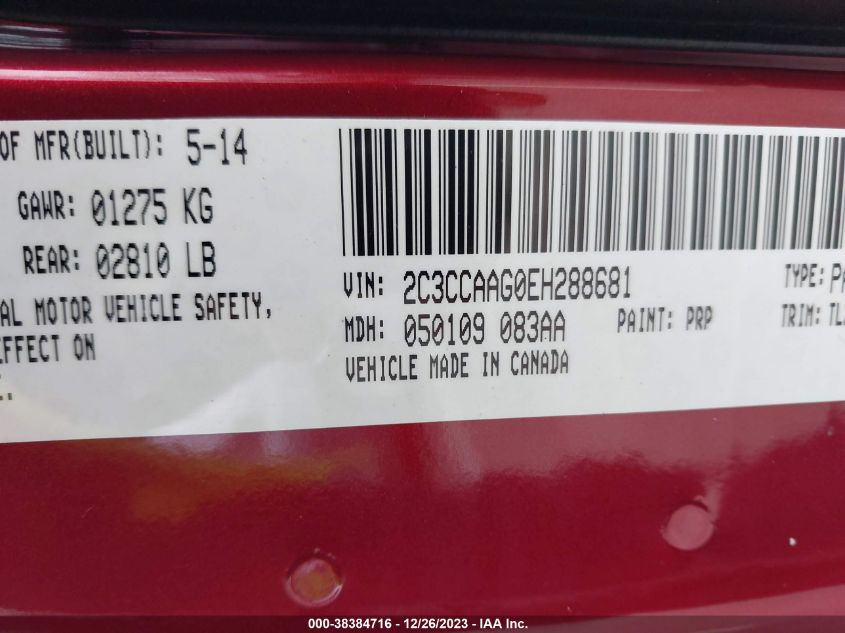 OF MFR(BUILT): 5-14
GAWR: 01275 KG
REAR: 02810 LB
AL MOTOR VEHICLE SAFETY,
EFFECT ON
VIN: 2C3CCAAG0EH288681
TYPE:
MDH: 050109 083AA
PAINT: PRP
TRIM: TL
VEHICLE MADE IN CANADA
000-38384716 - 12/26/2023 - IAA Inc.